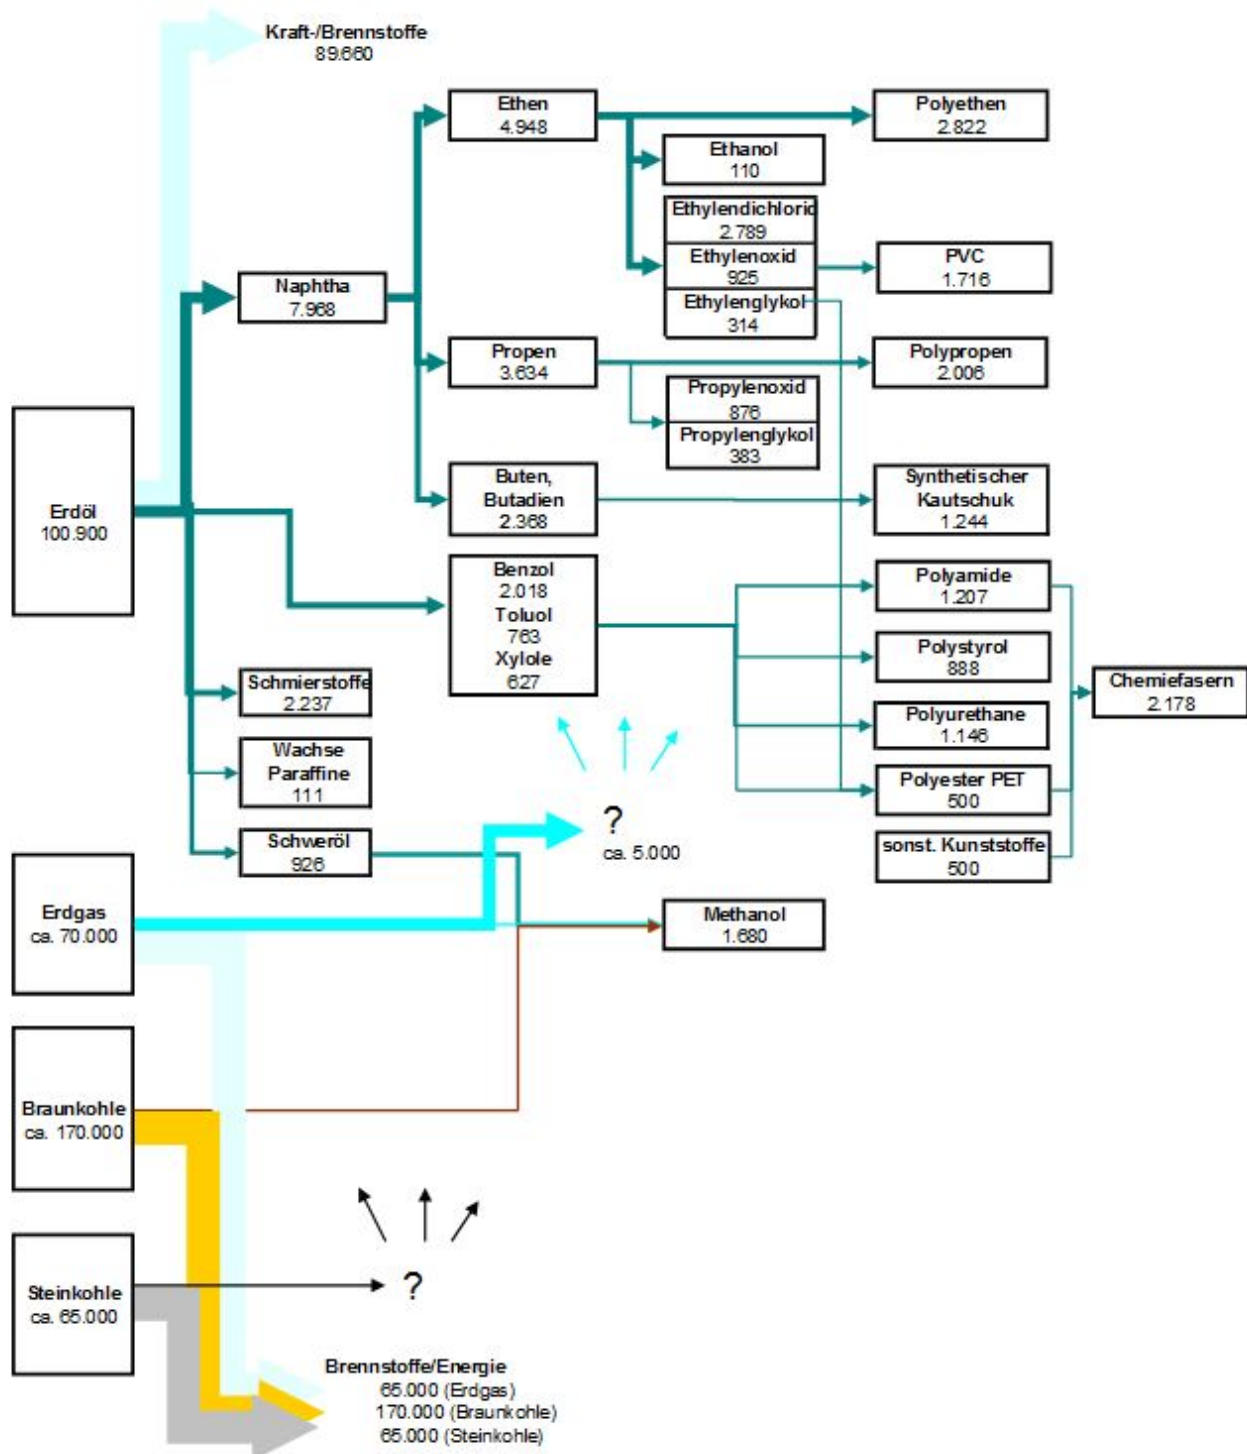 Kraft-/Brennstoffe
89.660
Ethen
4.948
Polyethen
2.822
Ethanol
110
Ethylendichlorid
2.789
Ethylenoxid
925
Ethylenglykol
314
PVC
1.716
Naphtha
7.968
Propen
3.634
Polypropen
2.006
Propylenoxid
876
Propylenglykol
383
Erdöl
100.900
Buten,
Butadien
2.368
Synthetischer
Kautschuk
1.244
Benzol
2.018
Toluol
763
Xylole
627
Polyamide
1.207
Polystyrol
888
Chemiefasern
2.178
Schmierstoffe
2.237
Polyurethane
1.146
Wachse
Paraffine
111
Polyester PET
500
?
ca. 5.000
Schweröl
926
sonst. Kunststoffe
500
Erdgas
ca. 70.000
Methanol
1.680
Braunkohle
ca. 170.000
Steinkohle
ca. 65.000
?
Brennstoffe/Energie
65.000 (Erdgas)
170.000 (Braunkohle)
65.000 (Steinkohle)